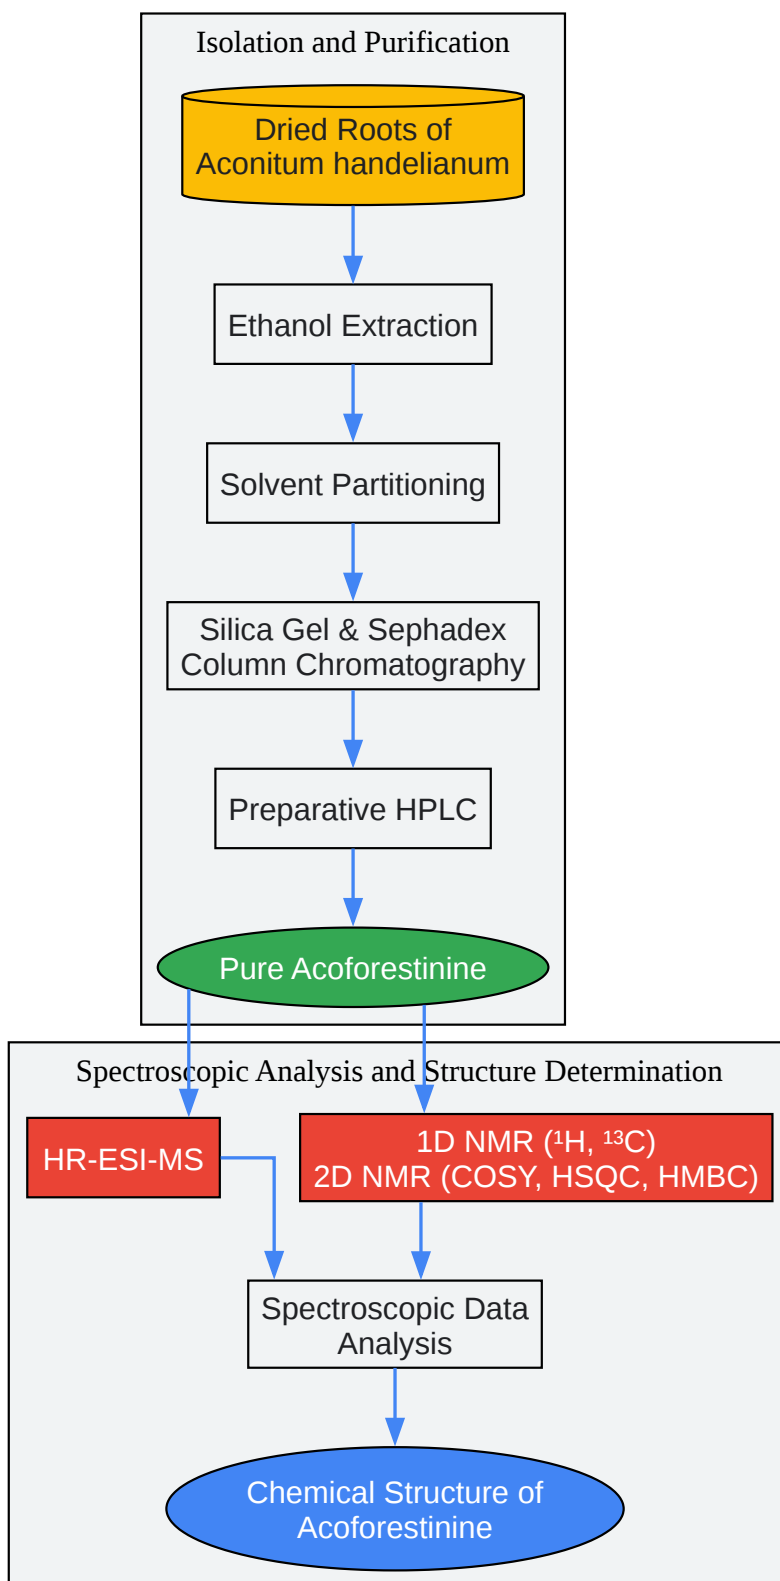 Isolation and Purification
Dried Roots of
Aconitum handelianum
Ethanol Extraction
Solvent Partitioning
Silica Gel & Sephadex
Column Chromatography
Preparative HPLC
Pure Acoforestinine
Spectroscopic Analysis and Structure Determination
HR-ESI-MS
1D NMR (¹H, ¹³C)
2D NMR (COSY, HSQC, HMBC)
Spectroscopic Data
Analysis
Chemical Structure of
Acoforestinine